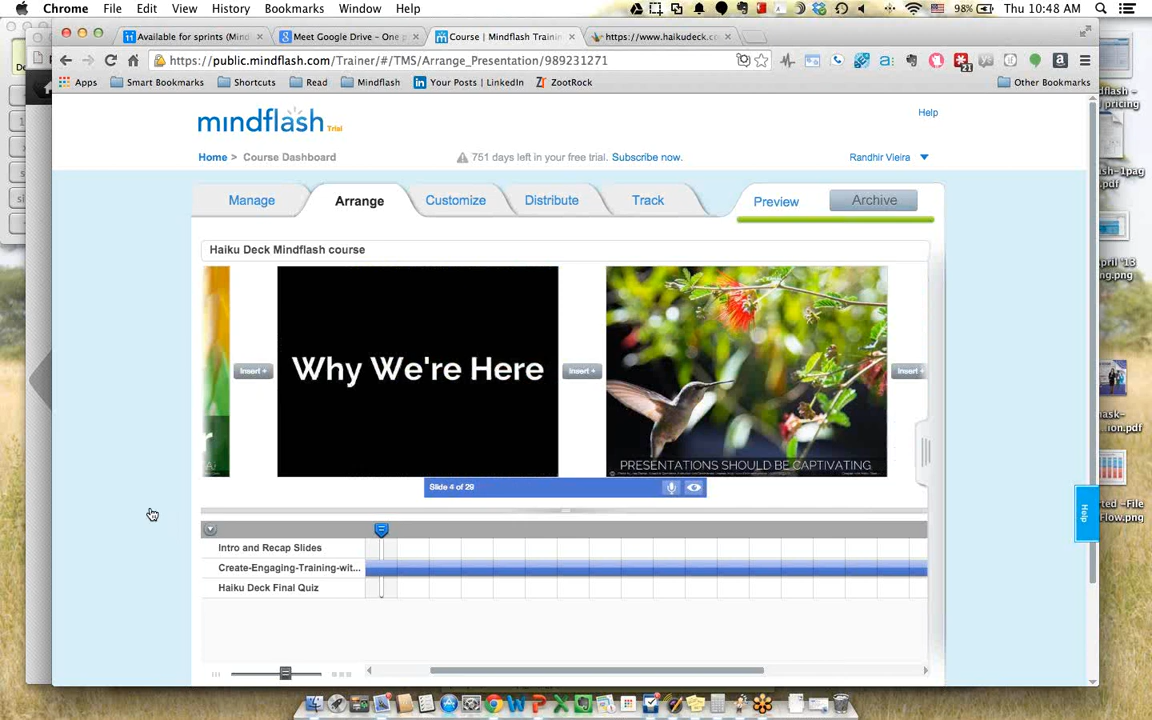 Chrome File Edit View History Bookmarks Window Help
98% Thu 10:48 AM
Available for sprints (Mind
Meet Google Drive – One p
Course | Mindflash Trainin
https://www.haikudeck.c
https://public.mindflash.com/Trainer/#/TMS/Arrange_Presentation/989231271
21
Apps Smart Bookmarks Shortcuts Read Mindflash Your Posts | LinkedIn ZootRock Other Bookmarks
mindflash Trial
Help
Home > Course Dashboard
751 days left in your free trial. Subscribe now.
Randhir Vieira
Manage Arrange Customize Distribute Track Preview Archive
Haiku Deck Mindflash course
Insert +
Why We're Here
Insert +
PRESENTATIONS SHOULD BE CAPTIVATING
Insert +
Slide 4 of 29
Intro and Recap Slides
Create-Engaging-Training-wit...
Haiku Deck Final Quiz
Help